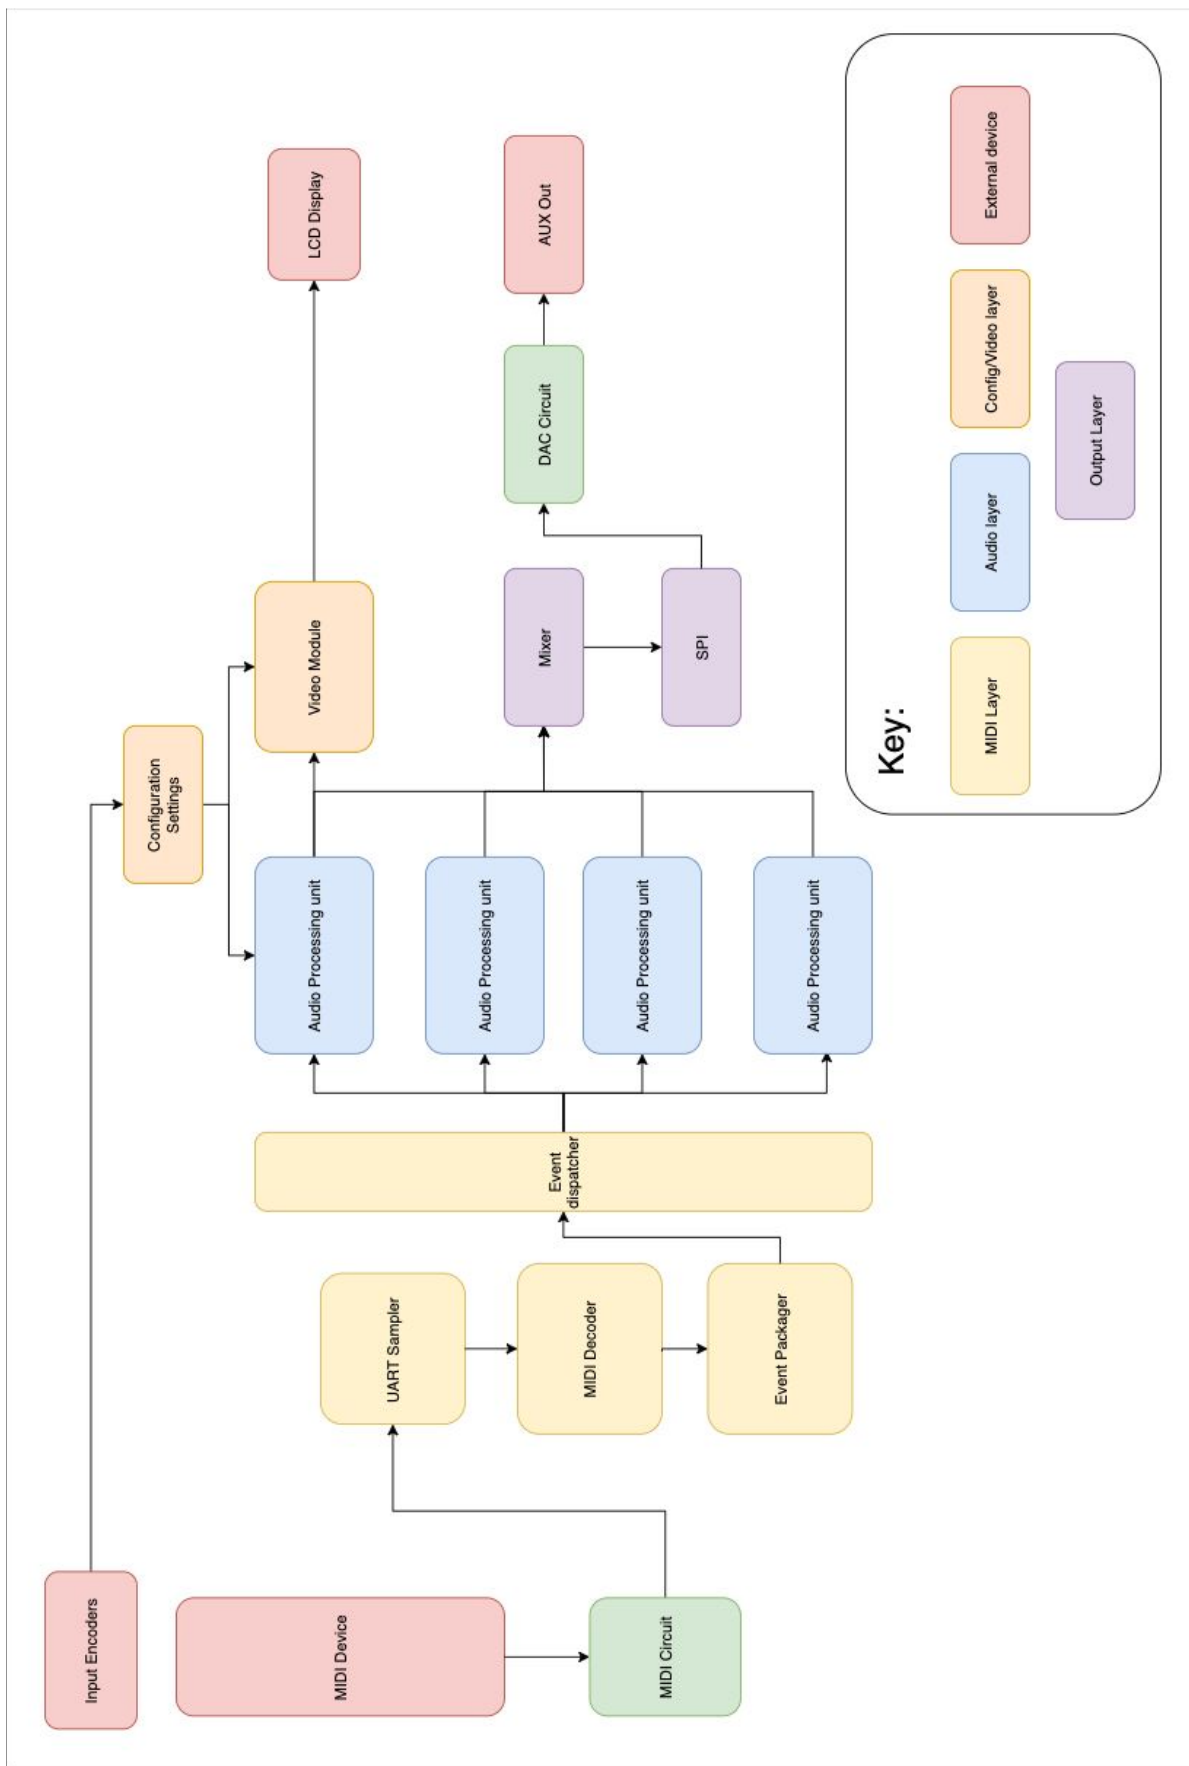 Input Encoders
Configuration
Settings
MIDI Device
MIDI Circuit
UART Sampler
MIDI Decoder
Event Packager
Event
dispatcher
Audio Processing unit
Audio Processing unit
Audio Processing unit
Audio Processing unit
Video Module
LCD Display
Mixer
SPI
DAC Circuit
AUX Out
Key:
MIDI Layer
Audio layer
Config/Video layer
External device
Output Layer